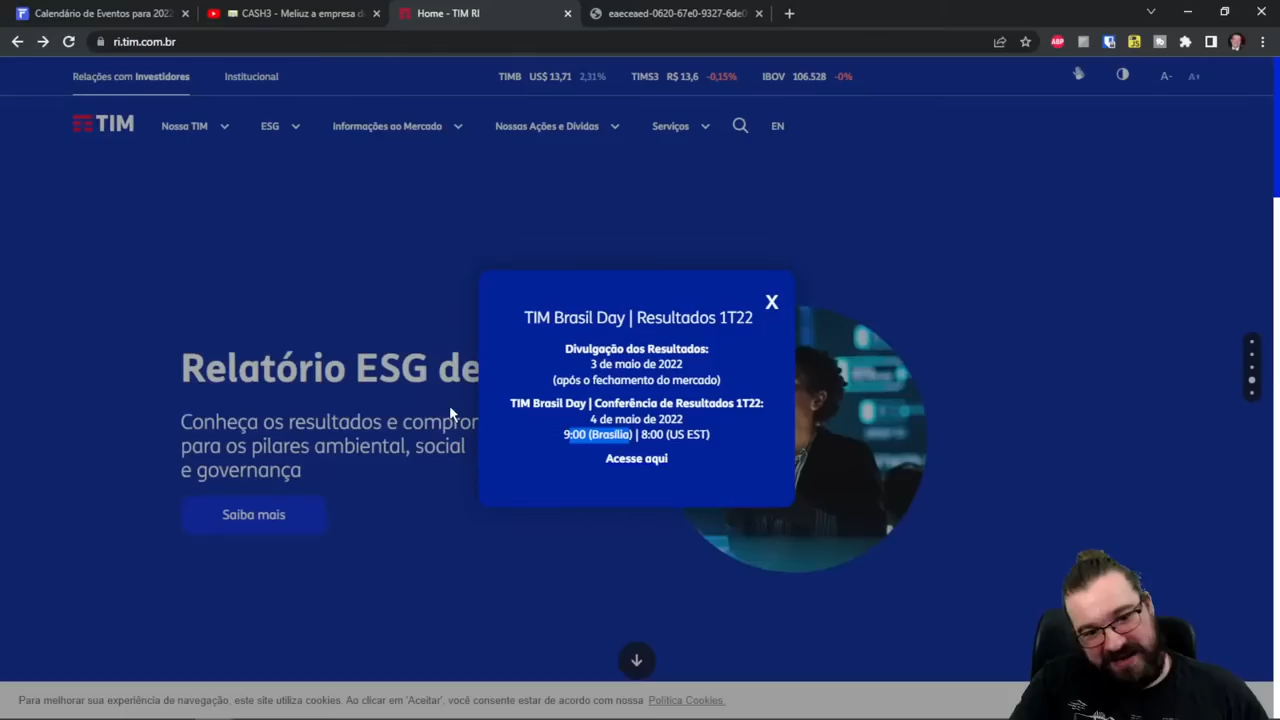 Calendário de Eventos para 2022
CASH3 - Meliuz a empresa d
Home - TIM RI
eaeceaed-0620-67e0-9327-6de0
ri.tim.com.br
Relações com Investidores
Institucional
TIMB US$ 13,71 2,31%
TIMS3 R$ 13,6 -0,15%
IBOV 106.528 -0%
A-
TIM
Nossa TIM
ESG
Informações ao Mercado
Nossas Ações e Dívidas
Serviços
EN
X
TIM Brasil Day | Resultados 1T22
Divulgação dos Resultados:
3 de maio de 2022
(após o fechamento do mercado)
TIM Brasil Day | Conferência de Resultados 1T22:
4 de maio de 2022
9:00 (Brasília) | 8:00 (US EST)
Acesse aqui
Relatório ESG de
Conheça os resultados e compror
para os pilares ambiental, social
e governança
Saiba mais
Para melhorar sua experiência de navegação, este site utiliza cookies. Ao clicar em 'Aceitar', você consente estar de acordo com nossa Política Cookies.